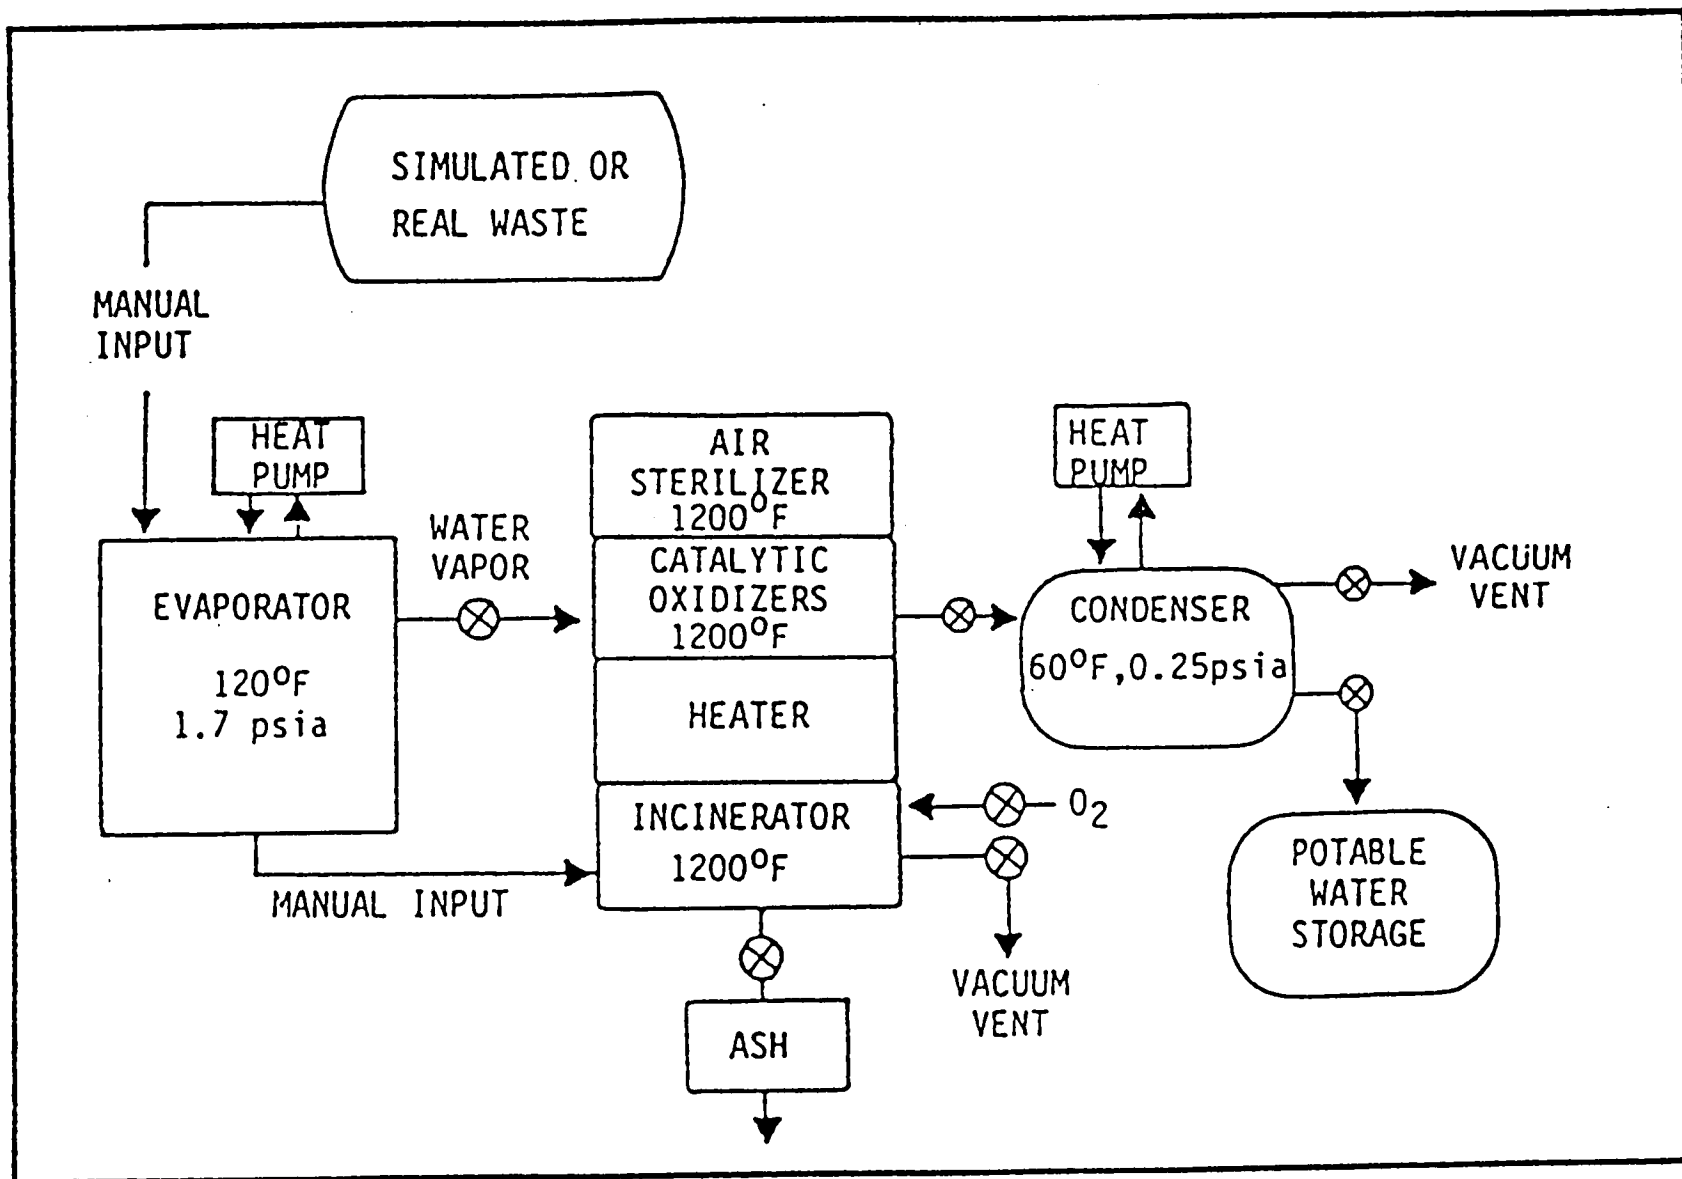 SIMULATED OR
REAL WASTE
MANUAL
INPUT
HEAT
PUMP
EVAPORATOR
120°F
1.7 psia
WATER
VAPOR
MANUAL INPUT
AIR
STERILIZER
1200°F
CATALYTIC
OXIDIZERS
1200°F
HEATER
INCINERATOR
1200°F
ASH
O2
VACUUM
VENT
HEAT
PUMP
CONDENSER
60°F,0.25psia
VACUUM
VENT
POTABLE
WATER
STORAGE